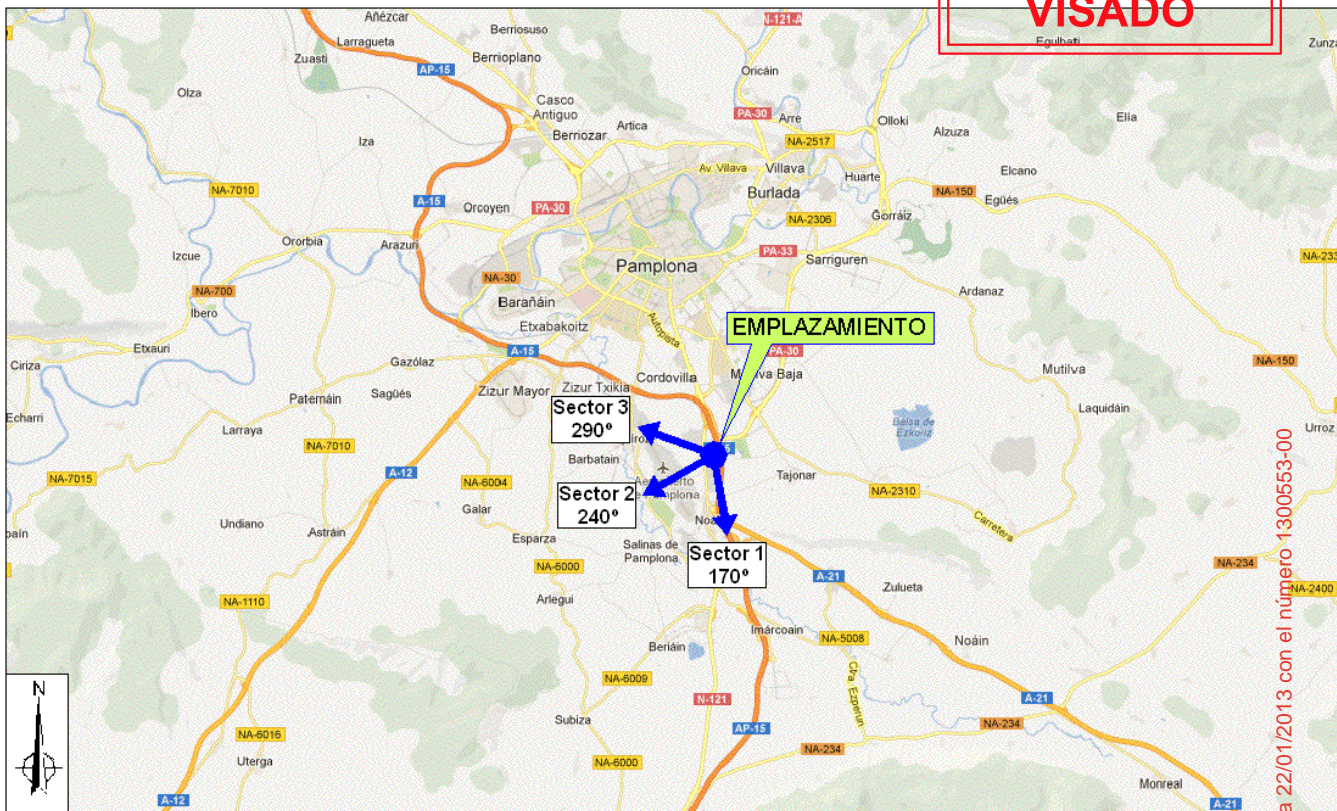 VISADO
Añézcar
Berriosuso
N-121-A
Egulbati
Larragueta
Zuasti
Berrioplano
AP-15
Oricáin
Olza
Casco
Antiguo
Artica
Berriozar
PA-30
Arre
Olloki
Alzuza
Elía
Iza
NA-2517
Av. Villava
Villava
Huarte
Elcano
NA-7010
A-15
Orcoyen
PA-30
Burlada
NA-150
Egüés
NA-2306
Gorráiz
Ororbia
Arazuri
Izcue
PA-33
Sarriguren
Pamplona
NA-30
NA-700
Ibero
Barañáin
Ardanaz
Etxabakoitz
Autopista
EMPLAZAMIENTO
Etxauri
A-15
PA-30
Ciriza
Gazólaz
NA-150
Mutilva
Cordovilla
Zizur Mayor
Zizur Txikia
Sagüés
Paternáin
Laquidáin
Echarri
Larraya
Sector 3
290º
Balsa de
Ezkoriz
Urroz
NA-7010
Barbatain
Tajonar
A-12
NA-7015
NA-6004
Sector 2
240º
NA-2310
Galar
Undiano
Astráin
Esparza
Carretera
Salinas de
Pamplona
Sector 1
170º
NA-6000
A-21
NA-234
Zulueta
NA-2400
NA-1110
Arlegui
Imárcoain
NA-5008
Noáin
Beriáin
Ctra. Ezperun
NA-6009
N-121
A-21
N
Subiza
AP-15
NA-234
NA-6016
NA-234
Uterga
NA-6000
Monreal
A-12
A-21
a 22/01/2013 con el número 1300553-00